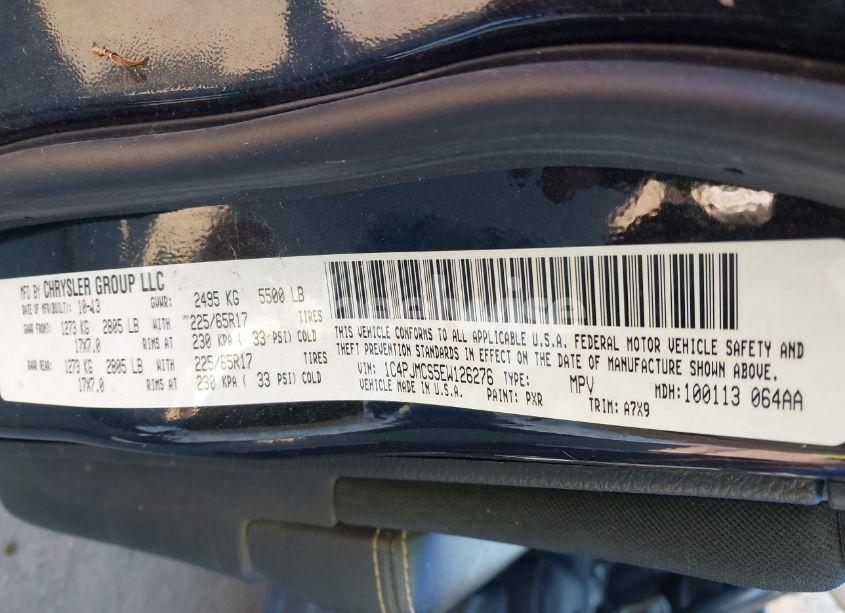 MFD BY CHRYSLER GROUP LLC
DATE OF MFR(BUILT): 10-13 GVWR: 2495 KG 5500 LB
GAWR FRONT: 1273 KG 2805 LB WITH 225/65R17 TIRES
17X7.0 RIMS AT 230 KPA ( 33 PSI) COLD
GAWR REAR: 1273 KG 2805 LB WITH 225/65R17 TIRES
17X7.0 RIMS AT 230 KPA ( 33 PSI) COLD
THIS VEHICLE CONFORMS TO ALL APPLICABLE U.S.A. FEDERAL MOTOR VEHICLE SAFETY AND
THEFT PREVENTION STANDARDS IN EFFECT ON THE DATE OF MANUFACTURE SHOWN ABOVE.
VIN: 1C4PJMCS5EW126276 TYPE: MPV MDH:100113 064AA
VEHICLE MADE IN U.S.A. PAINT: PXR TRIM: A7X9